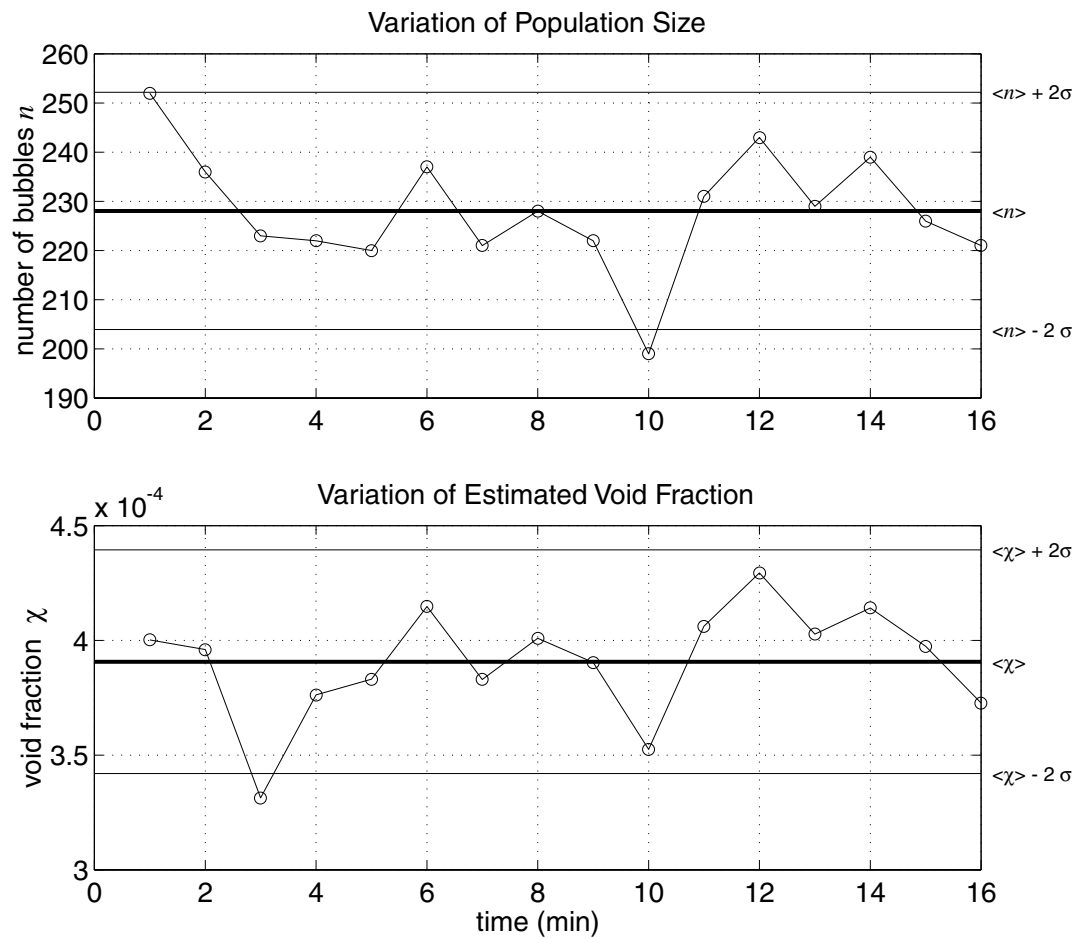 Variation of Population Size
number of bubbles n
260
250
240
230
220
210
200
190
0 2 4 6 8 10 12 14 16
<n> + 2σ
<n>
<n> - 2 σ
Variation of Estimated Void Fraction
x 10-4
void fraction χ
4.5
4
3.5
3
0 2 4 6 8 10 12 14 16
time (min)
<χ> + 2σ
<χ>
<χ> - 2 σ